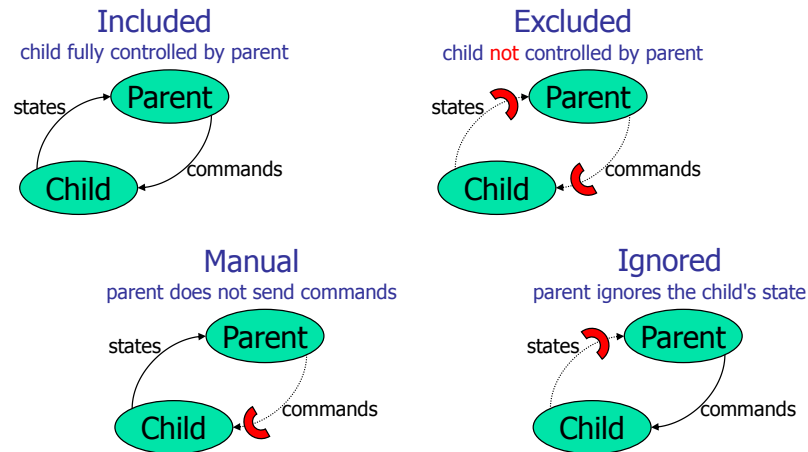 Included
child fully controlled by parent
states
Parent
commands
Child
Excluded
child not controlled by parent
states
Parent
commands
Child
Manual
parent does not send commands
states
Parent
commands
Child
Ignored
parent ignores the child's state
states
Parent
commands
Child